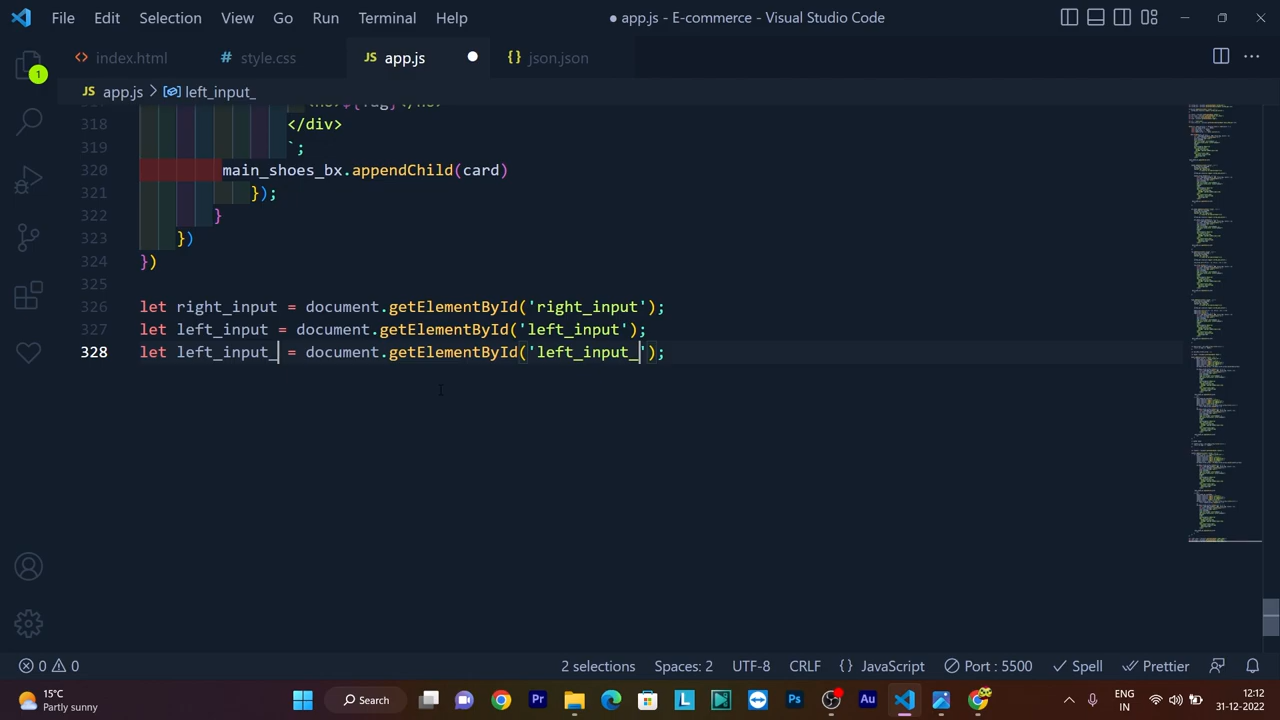 File Edit Selection View Go Run Terminal Help
● app.js - E-commerce - Visual Studio Code
index.html
style.css
app.js
json.json
1
app.js > left_input_
318 </div>
319 `;
320 main_shoes_bx.appendChild(card)
321 });
322 }
323 })
324 })
325
326 let right_input = document.getElementById('right_input');
327 let left_input = document.getElementById('left_input');
328 let left_input_ = document.getElementById('left_input_');
0 0
2 selections Spaces: 2 UTF-8 CRLF {} JavaScript Port : 5500 Spell Prettier
15°C
Partly sunny
Search
ENG
IN
12:12
31-12-2022